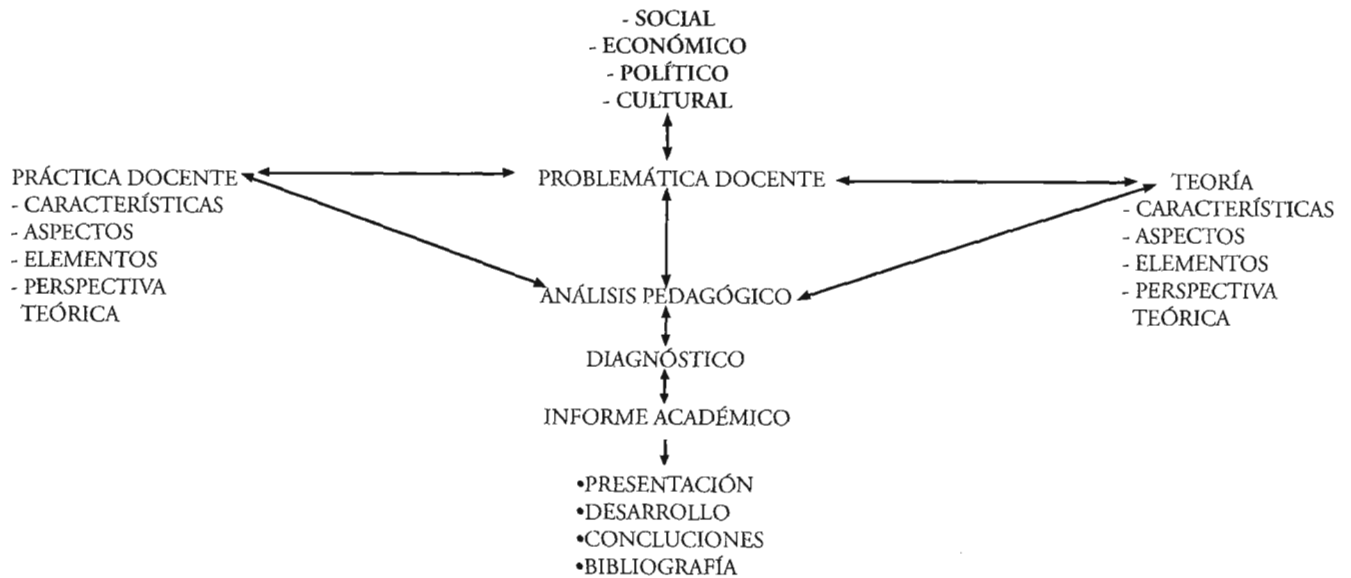 - SOCIAL
- ECONÓMICO
- POLÍTICO
- CULTURAL
PRÁCTICA DOCENTE
- CARACTERÍSTICAS
- ASPECTOS
- ELEMENTOS
- PERSPECTIVA
TEÓRICA
PROBLEMÁTICA DOCENTE
TEORÍA
- CARACTERÍSTICAS
- ASPECTOS
- ELEMENTOS
- PERSPECTIVA
TEÓRICA
ANÁLISIS PEDAGÓGICO
DIAGNÓSTICO
INFORME ACADÉMICO
•PRESENTACIÓN
•DESARROLLO
•CONCLUCIONES
•BIBLIOGRAFÍA